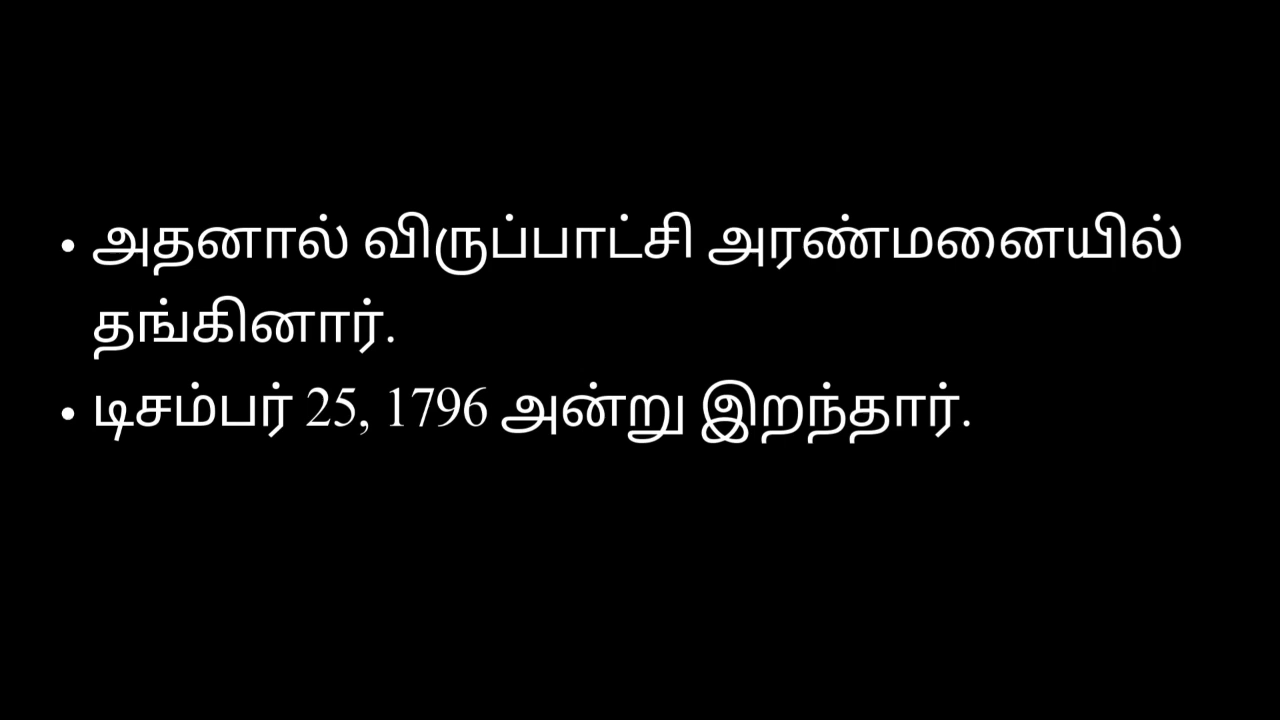 • அதனால் விருப்பாட்சி அரண்மனையில்
தங்கினார்.
• டிசம்பர் 25, 1796 அன்று இறந்தார்.